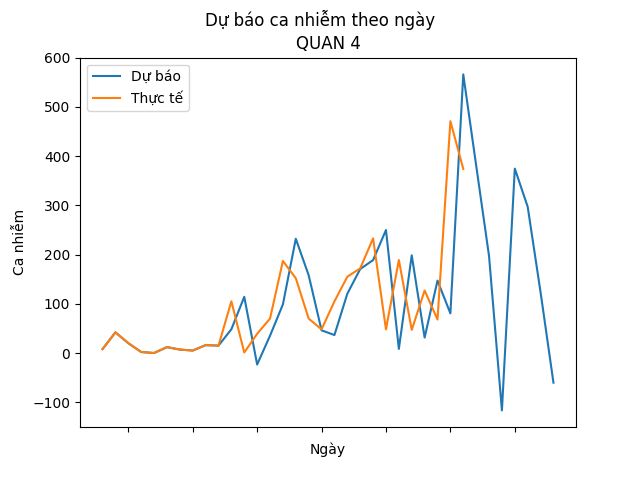 Dự báo ca nhiễm theo ngày
QUAN 4
Dự báo
Thực tế
600
500
400
300
200
100
0
−100
Ca nhiễm
Ngày